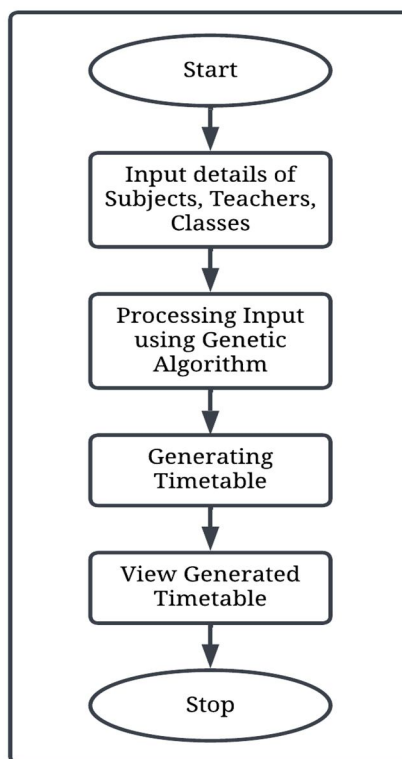 Start
Input details of
Subjects, Teachers,
Classes
Processing Input
using Genetic
Algorithm
Generating
Timetable
View Generated
Timetable
Stop